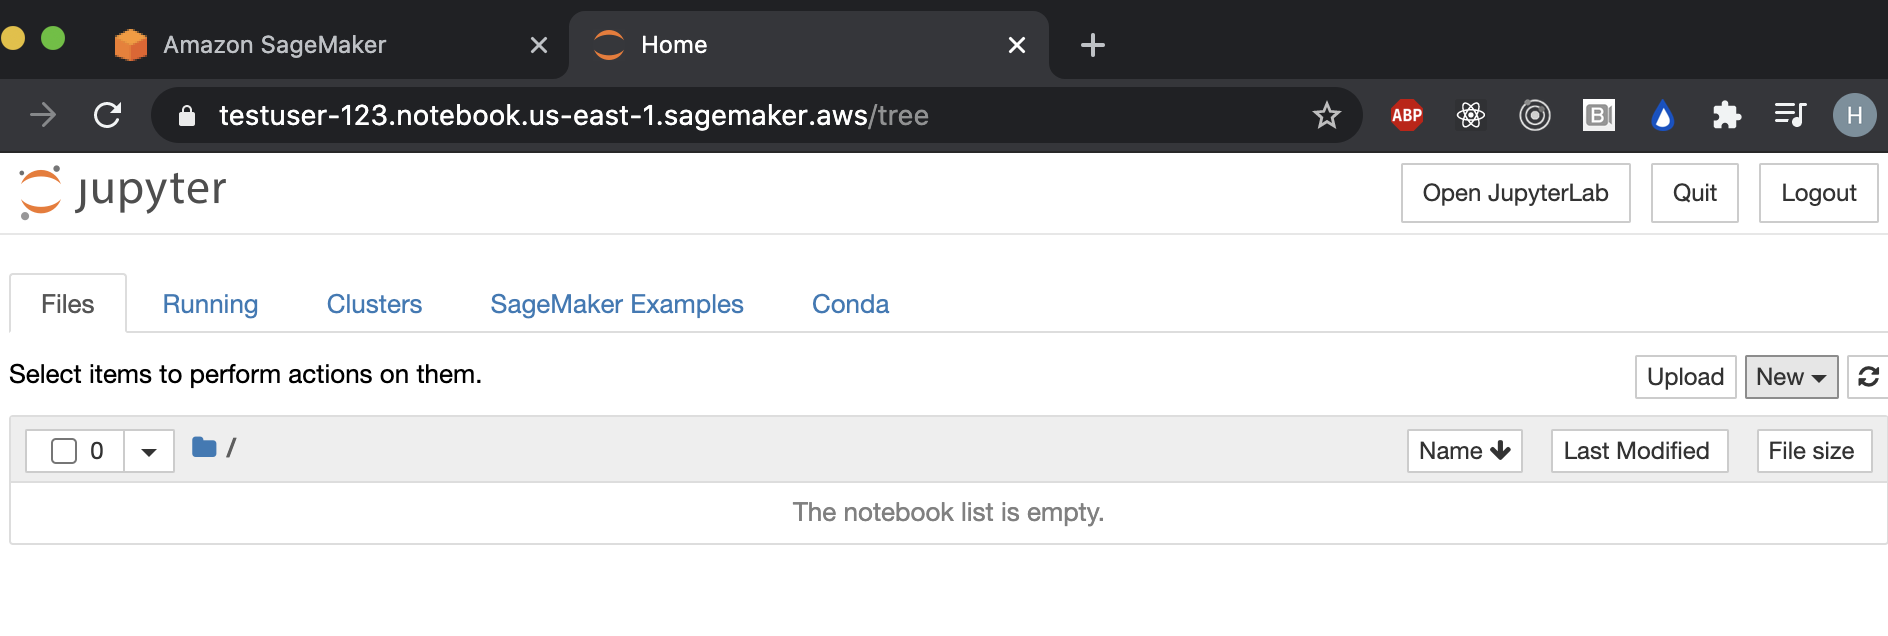 Amazon SageMaker
Home
testuser-123.notebook.us-east-1.sagemaker.aws/tree
ABP
B
H
jupyter
Open JupyterLab
Quit
Logout
Files
Running
Clusters
SageMaker Examples
Conda
Select items to perform actions on them.
Upload
New
0
/
Name
Last Modified
File size
The notebook list is empty.